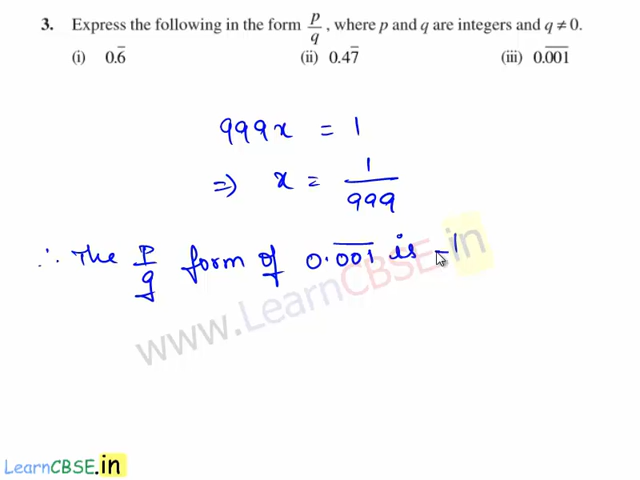 3. Express the following in the form p/q, where p and q are integers and q ≠ 0.
(i) 0.6̅ (ii) 0.47̅ (iii) 0.0̅0̅1̅
999x = 1
⇒ x = 1/999
∴ The p/q form of 0.0̅0̅1̅ is 1
www.LearnCBSE.in
LearnCBSE.in